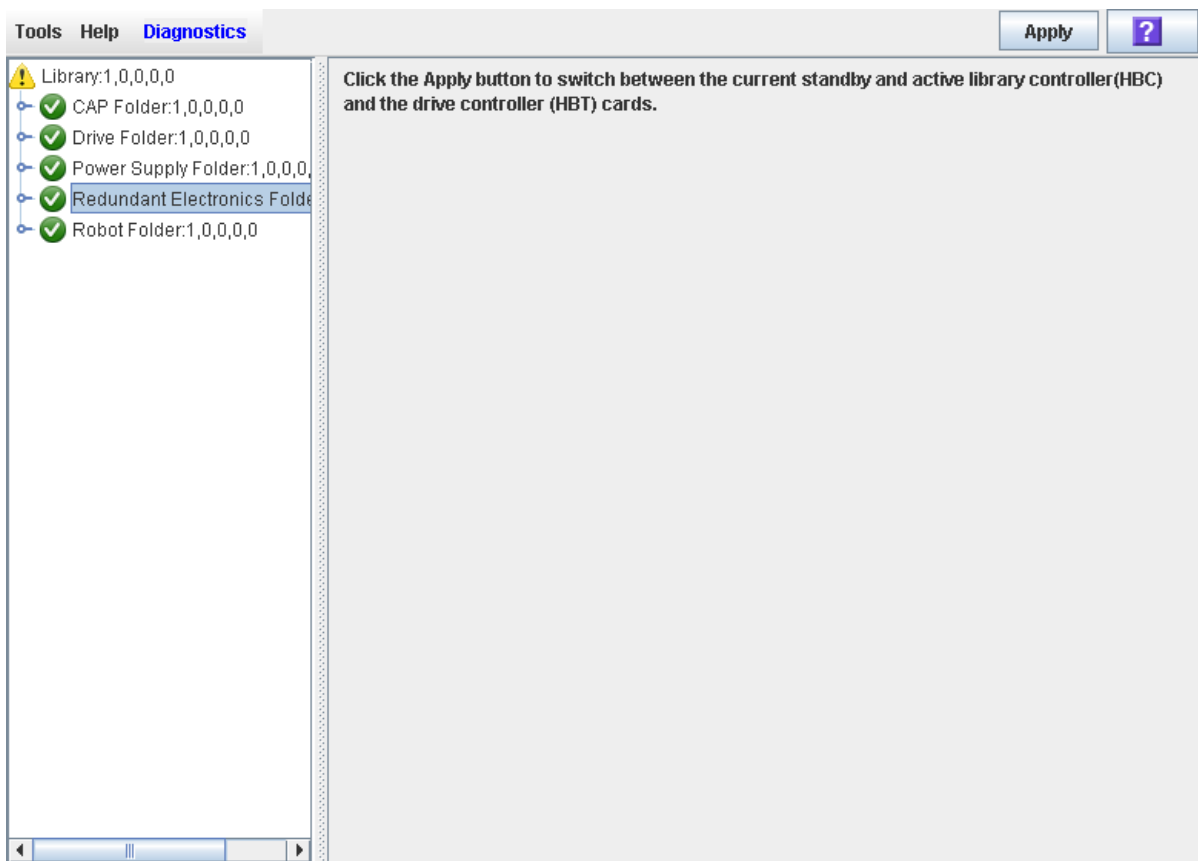 Tools Help Diagnostics
Apply ?
Library:1,0,0,0,0
CAP Folder:1,0,0,0,0
Drive Folder:1,0,0,0,0
Power Supply Folder:1,0,0,0,
Redundant Electronics Folde
Robot Folder:1,0,0,0,0
Click the Apply button to switch between the current standby and active library controller(HBC)
and the drive controller (HBT) cards.